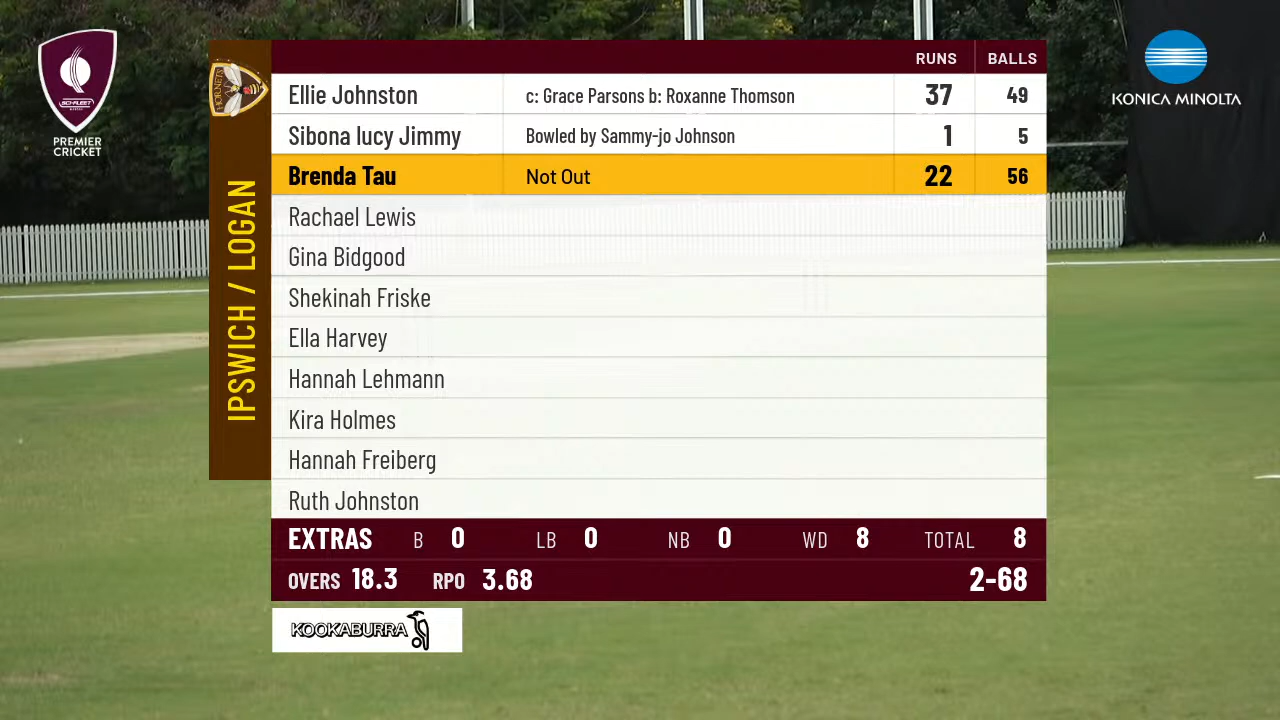 RUNS BALLS
Ellie Johnston c: Grace Parsons b: Roxanne Thomson 37 49
Sibona lucy Jimmy Bowled by Sammy-jo Johnson 1 5
Brenda Tau Not Out 22 56
Rachael Lewis
Gina Bidgood
Shekinah Friske
Ella Harvey
Hannah Lehmann
Kira Holmes
Hannah Freiberg
Ruth Johnston
EXTRAS B 0 LB 0 NB 0 WD 8 TOTAL 8
OVERS 18.3 RPO 3.68 2-68
IPSWICH / LOGAN
HORNETS
PREMIER
CRICKET
KONICA MINOLTA
KOOKABURRA